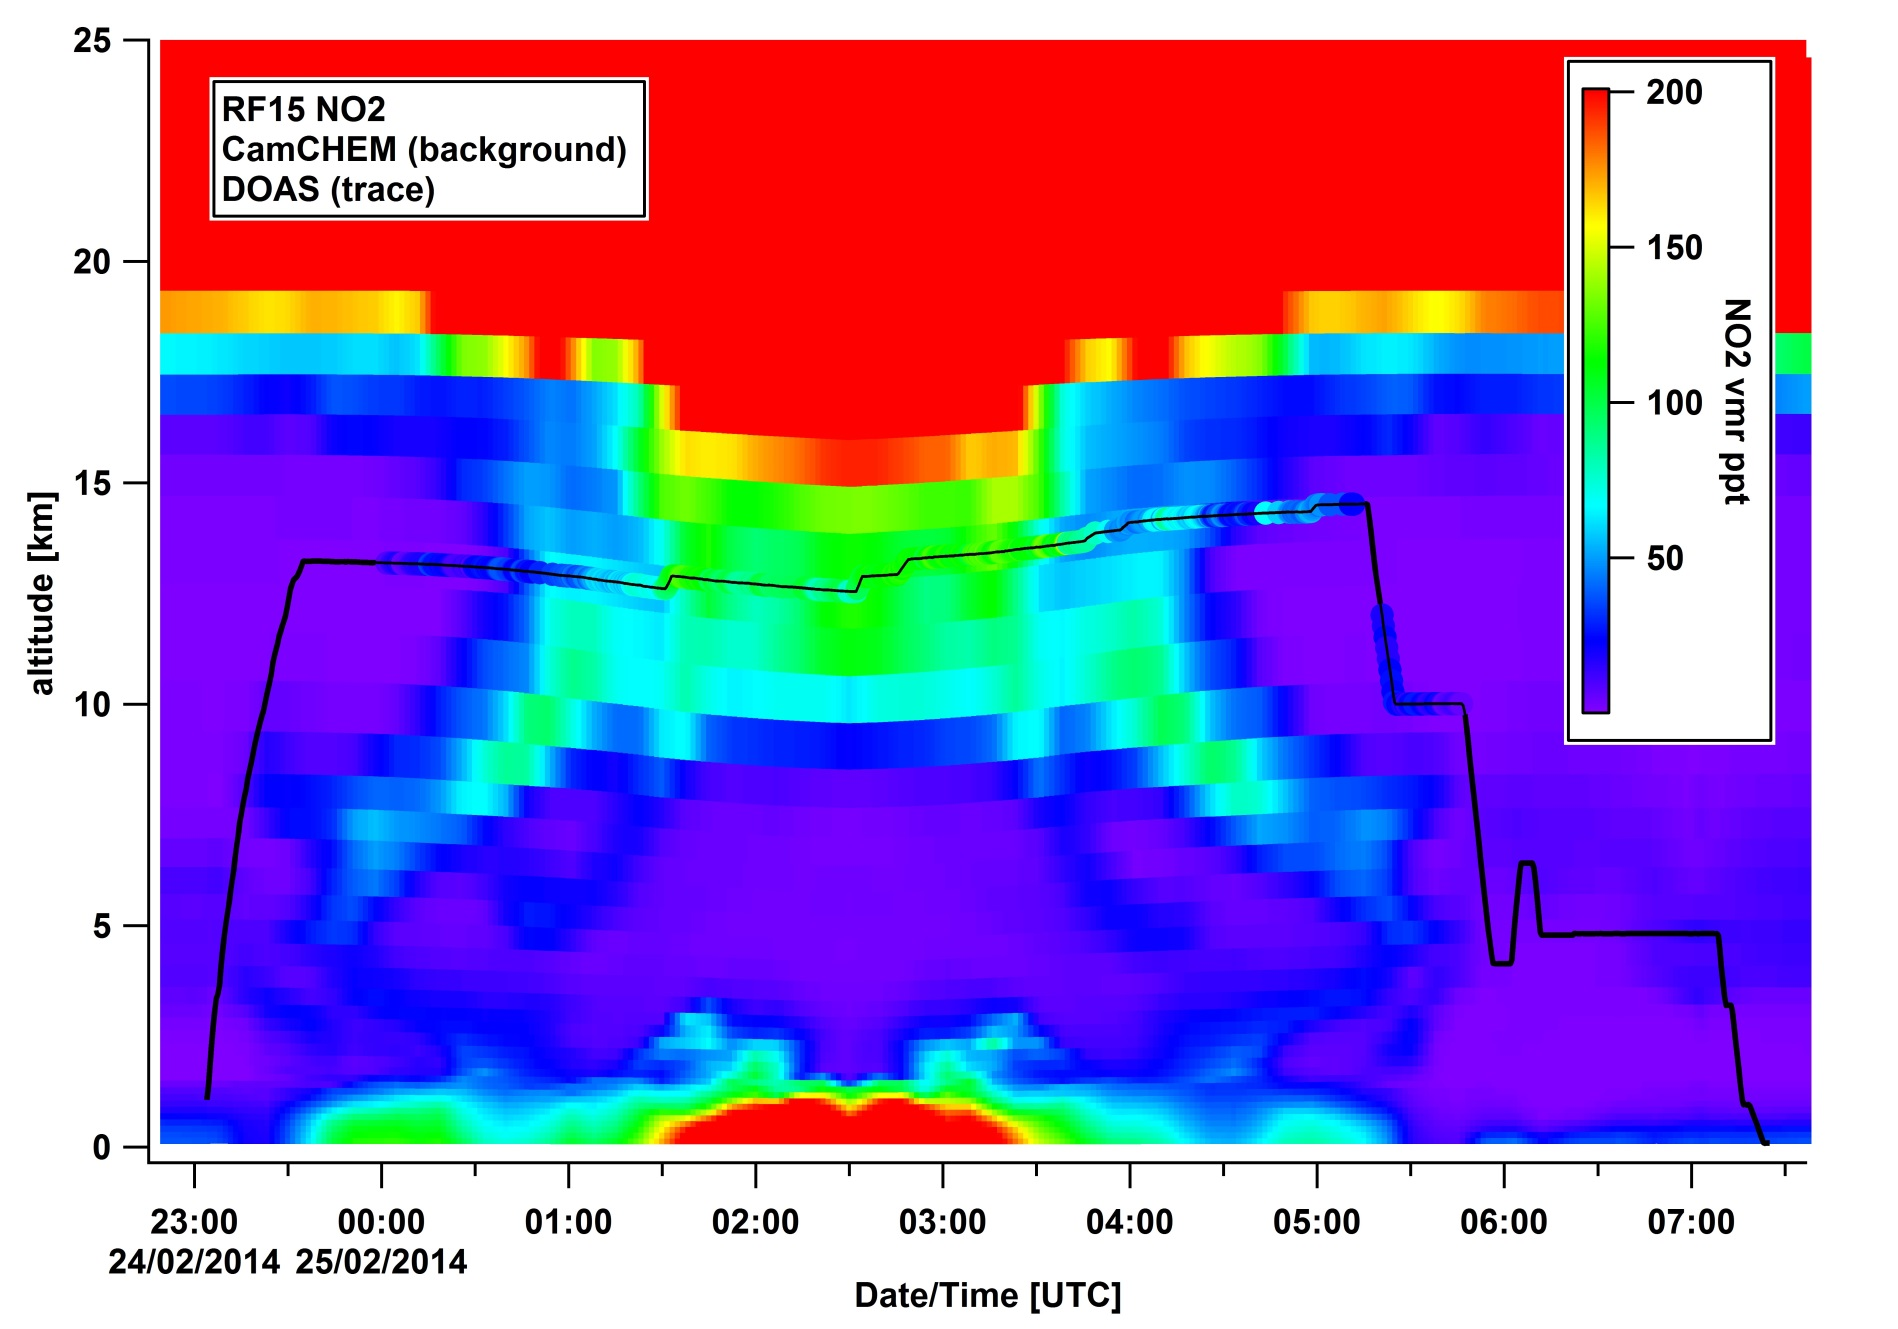 RF15 NO2
CamCHEM (background)
DOAS (trace)
25
20
15
10
5
0
altitude [km]
200
150
100
50
NO2 vmr ppt
23:00 00:00 01:00 02:00 03:00 04:00 05:00 06:00 07:00
24/02/2014 25/02/2014
Date/Time [UTC]